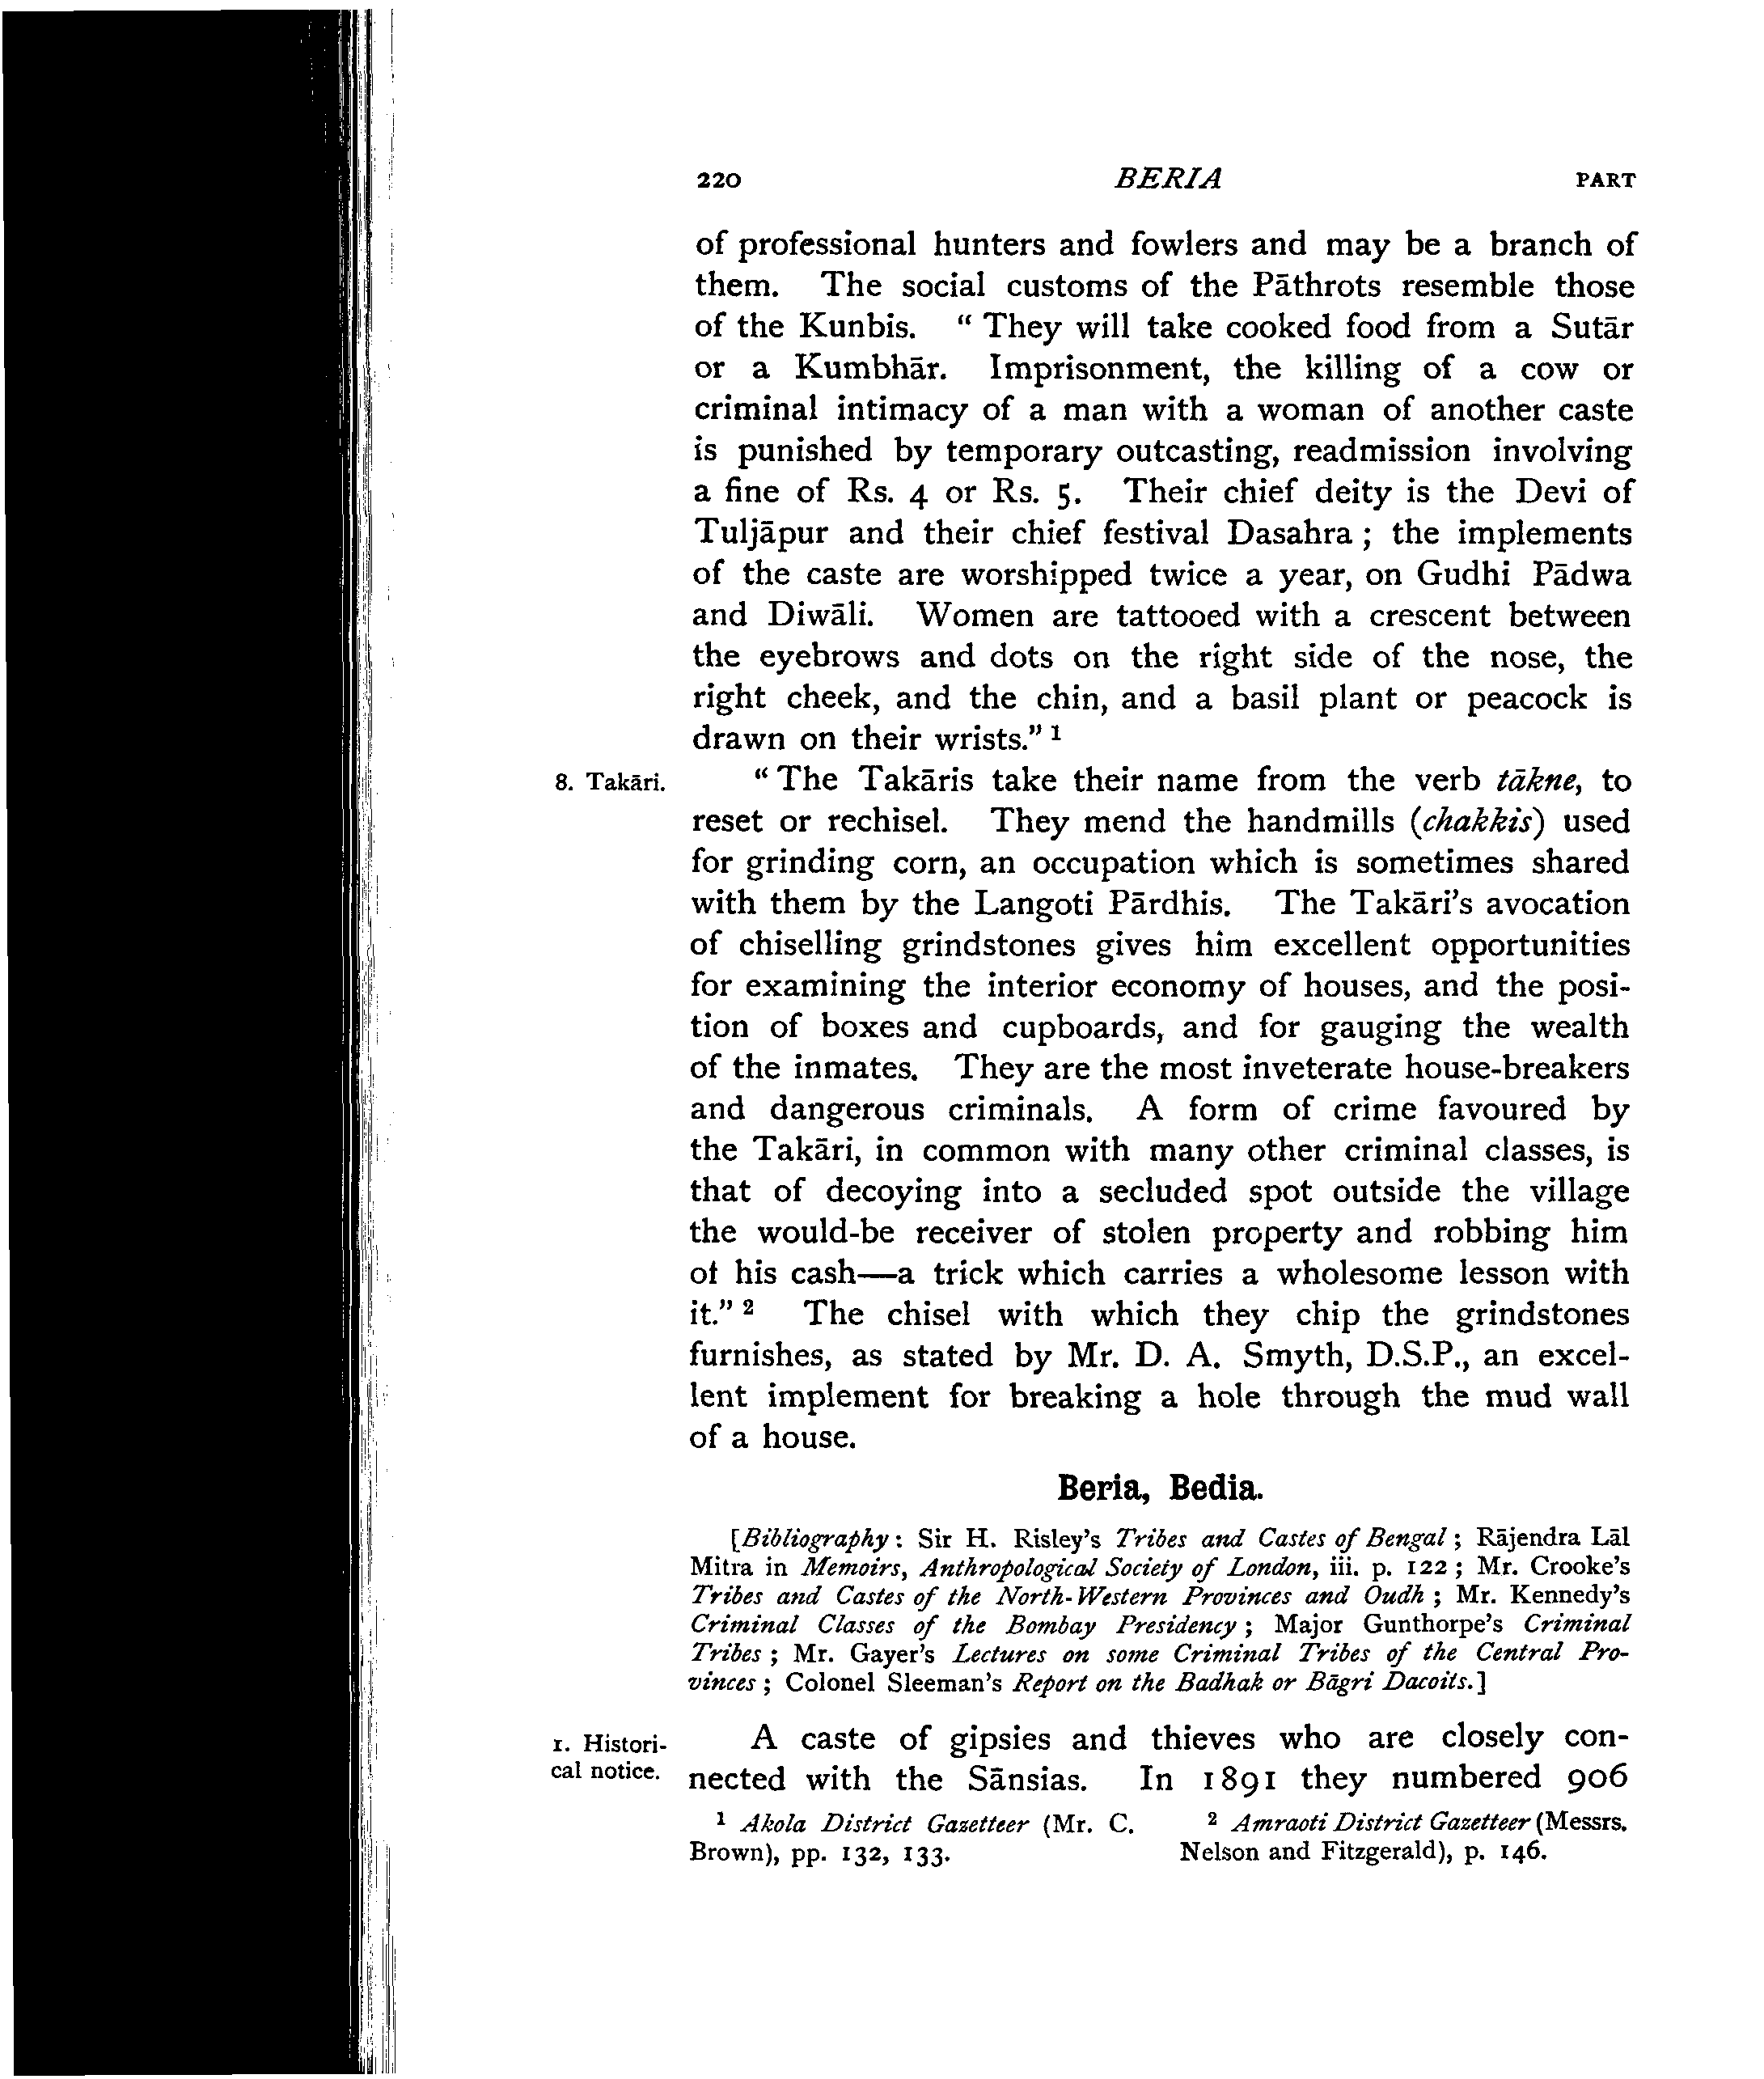 220 BERIA PART
of professional hunters and fowlers and may be a branch of
them. The social customs of the Pāthrots resemble those
of the Kunbis. “ They will take cooked food from a Sutār
or a Kumbhār. Imprisonment, the killing of a cow or
criminal intimacy of a man with a woman of another caste
is punished by temporary outcasting, readmission involving
a fine of Rs. 4 or Rs. 5. Their chief deity is the Devi of
Tuljāpur and their chief festival Dasahra ; the implements
of the caste are worshipped twice a year, on Gudhi Pādwa
and Diwāli. Women are tattooed with a crescent between
the eyebrows and dots on the right side of the nose, the
right cheek, and the chin, and a basil plant or peacock is
drawn on their wrists.” 1
8. Takāri.
“ The Takāris take their name from the verb tākne, to
reset or rechisel. They mend the handmills (chakkis) used
for grinding corn, an occupation which is sometimes shared
with them by the Langoti Pārdhis. The Takāri’s avocation
of chiselling grindstones gives him excellent opportunities
for examining the interior economy of houses, and the posi-
tion of boxes and cupboards, and for gauging the wealth
of the inmates. They are the most inveterate house-breakers
and dangerous criminals. A form of crime favoured by
the Takāri, in common with many other criminal classes, is
that of decoying into a secluded spot outside the village
the would-be receiver of stolen property and robbing him
of his cash—a trick which carries a wholesome lesson with
it.” 2 The chisel with which they chip the grindstones
furnishes, as stated by Mr. D. A. Smyth, D.S.P., an excel-
lent implement for breaking a hole through the mud wall
of a house.
Beria, Bedia.
[Bibliography : Sir H. Risley’s Tribes and Castes of Bengal ; Rājendra Lāl
Mitra in Memoirs, Anthropological Society of London, iii. p. 122 ; Mr. Crooke’s
Tribes and Castes of the North-Western Provinces and Oudh ; Mr. Kennedy’s
Criminal Classes of the Bombay Presidency ; Major Gunthorpe’s Criminal
Tribes ; Mr. Gayer’s Lectures on some Criminal Tribes of the Central Pro-
vinces ; Colonel Sleeman’s Report on the Badhak or Bāgri Dacoits.]
1. Histori-
cal notice.
A caste of gipsies and thieves who are closely con-
nected with the Sānsias. In 1891 they numbered 906
1 Akola District Gazetteer (Mr. C.
Brown), pp. 132, 133.
2 Amraoti District Gazetteer (Messrs.
Nelson and Fitzgerald), p. 146.